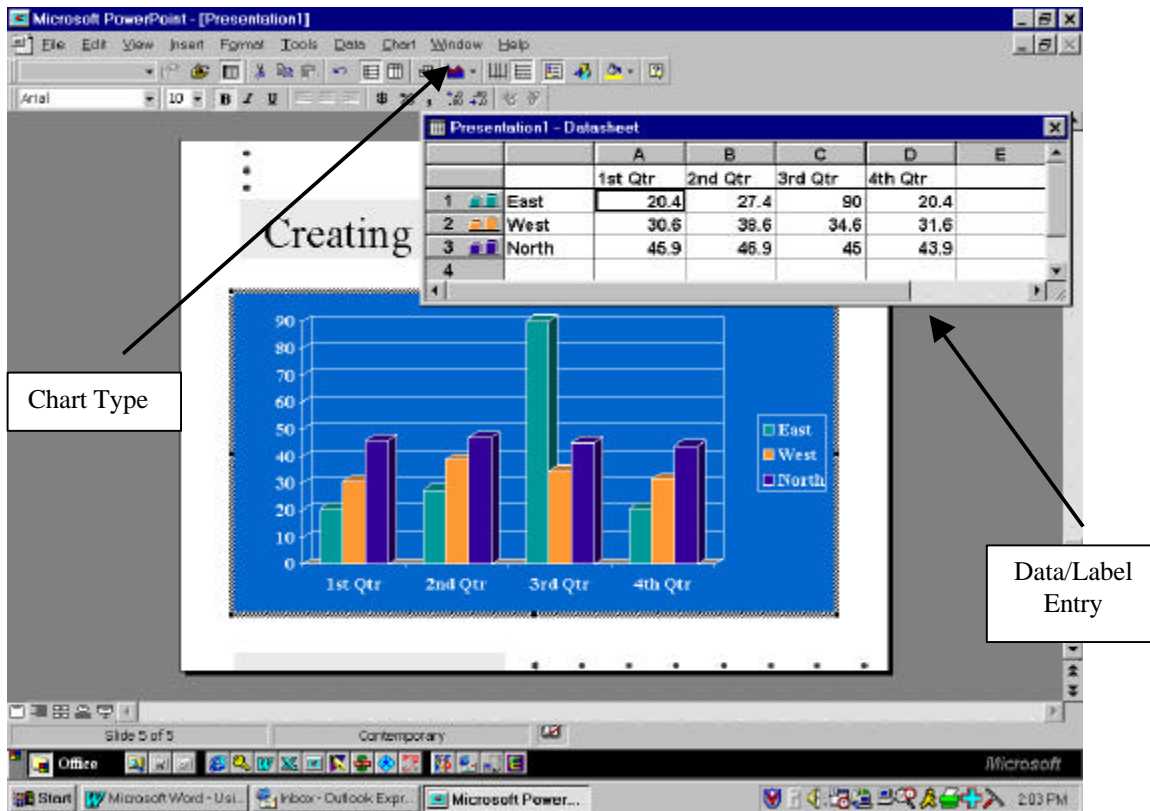 Microsoft PowerPoint - [Presentation1]
File Edit View Insert Format Tools Data Chart Window Help
Arial 10 B I U $ % ,
Presentation1 - Datasheet
A B C D E
1st Qtr 2nd Qtr 3rd Qtr 4th Qtr
1 East 20.4 27.4 90 20.4
2 West 30.6 38.6 34.6 31.6
3 North 45.9 46.9 45 43.9
4
Creating
90
80
70
60
50
40
30
20
10
0
1st Qtr 2nd Qtr 3rd Qtr 4th Qtr
East
West
North
Chart Type
Data/Label
Entry
Slide 5 of 5 Contemporary
Office Microsoft
Start Microsoft Word - Usi... Inbox - Outlook Expr... Microsoft Power... 2:03 PM